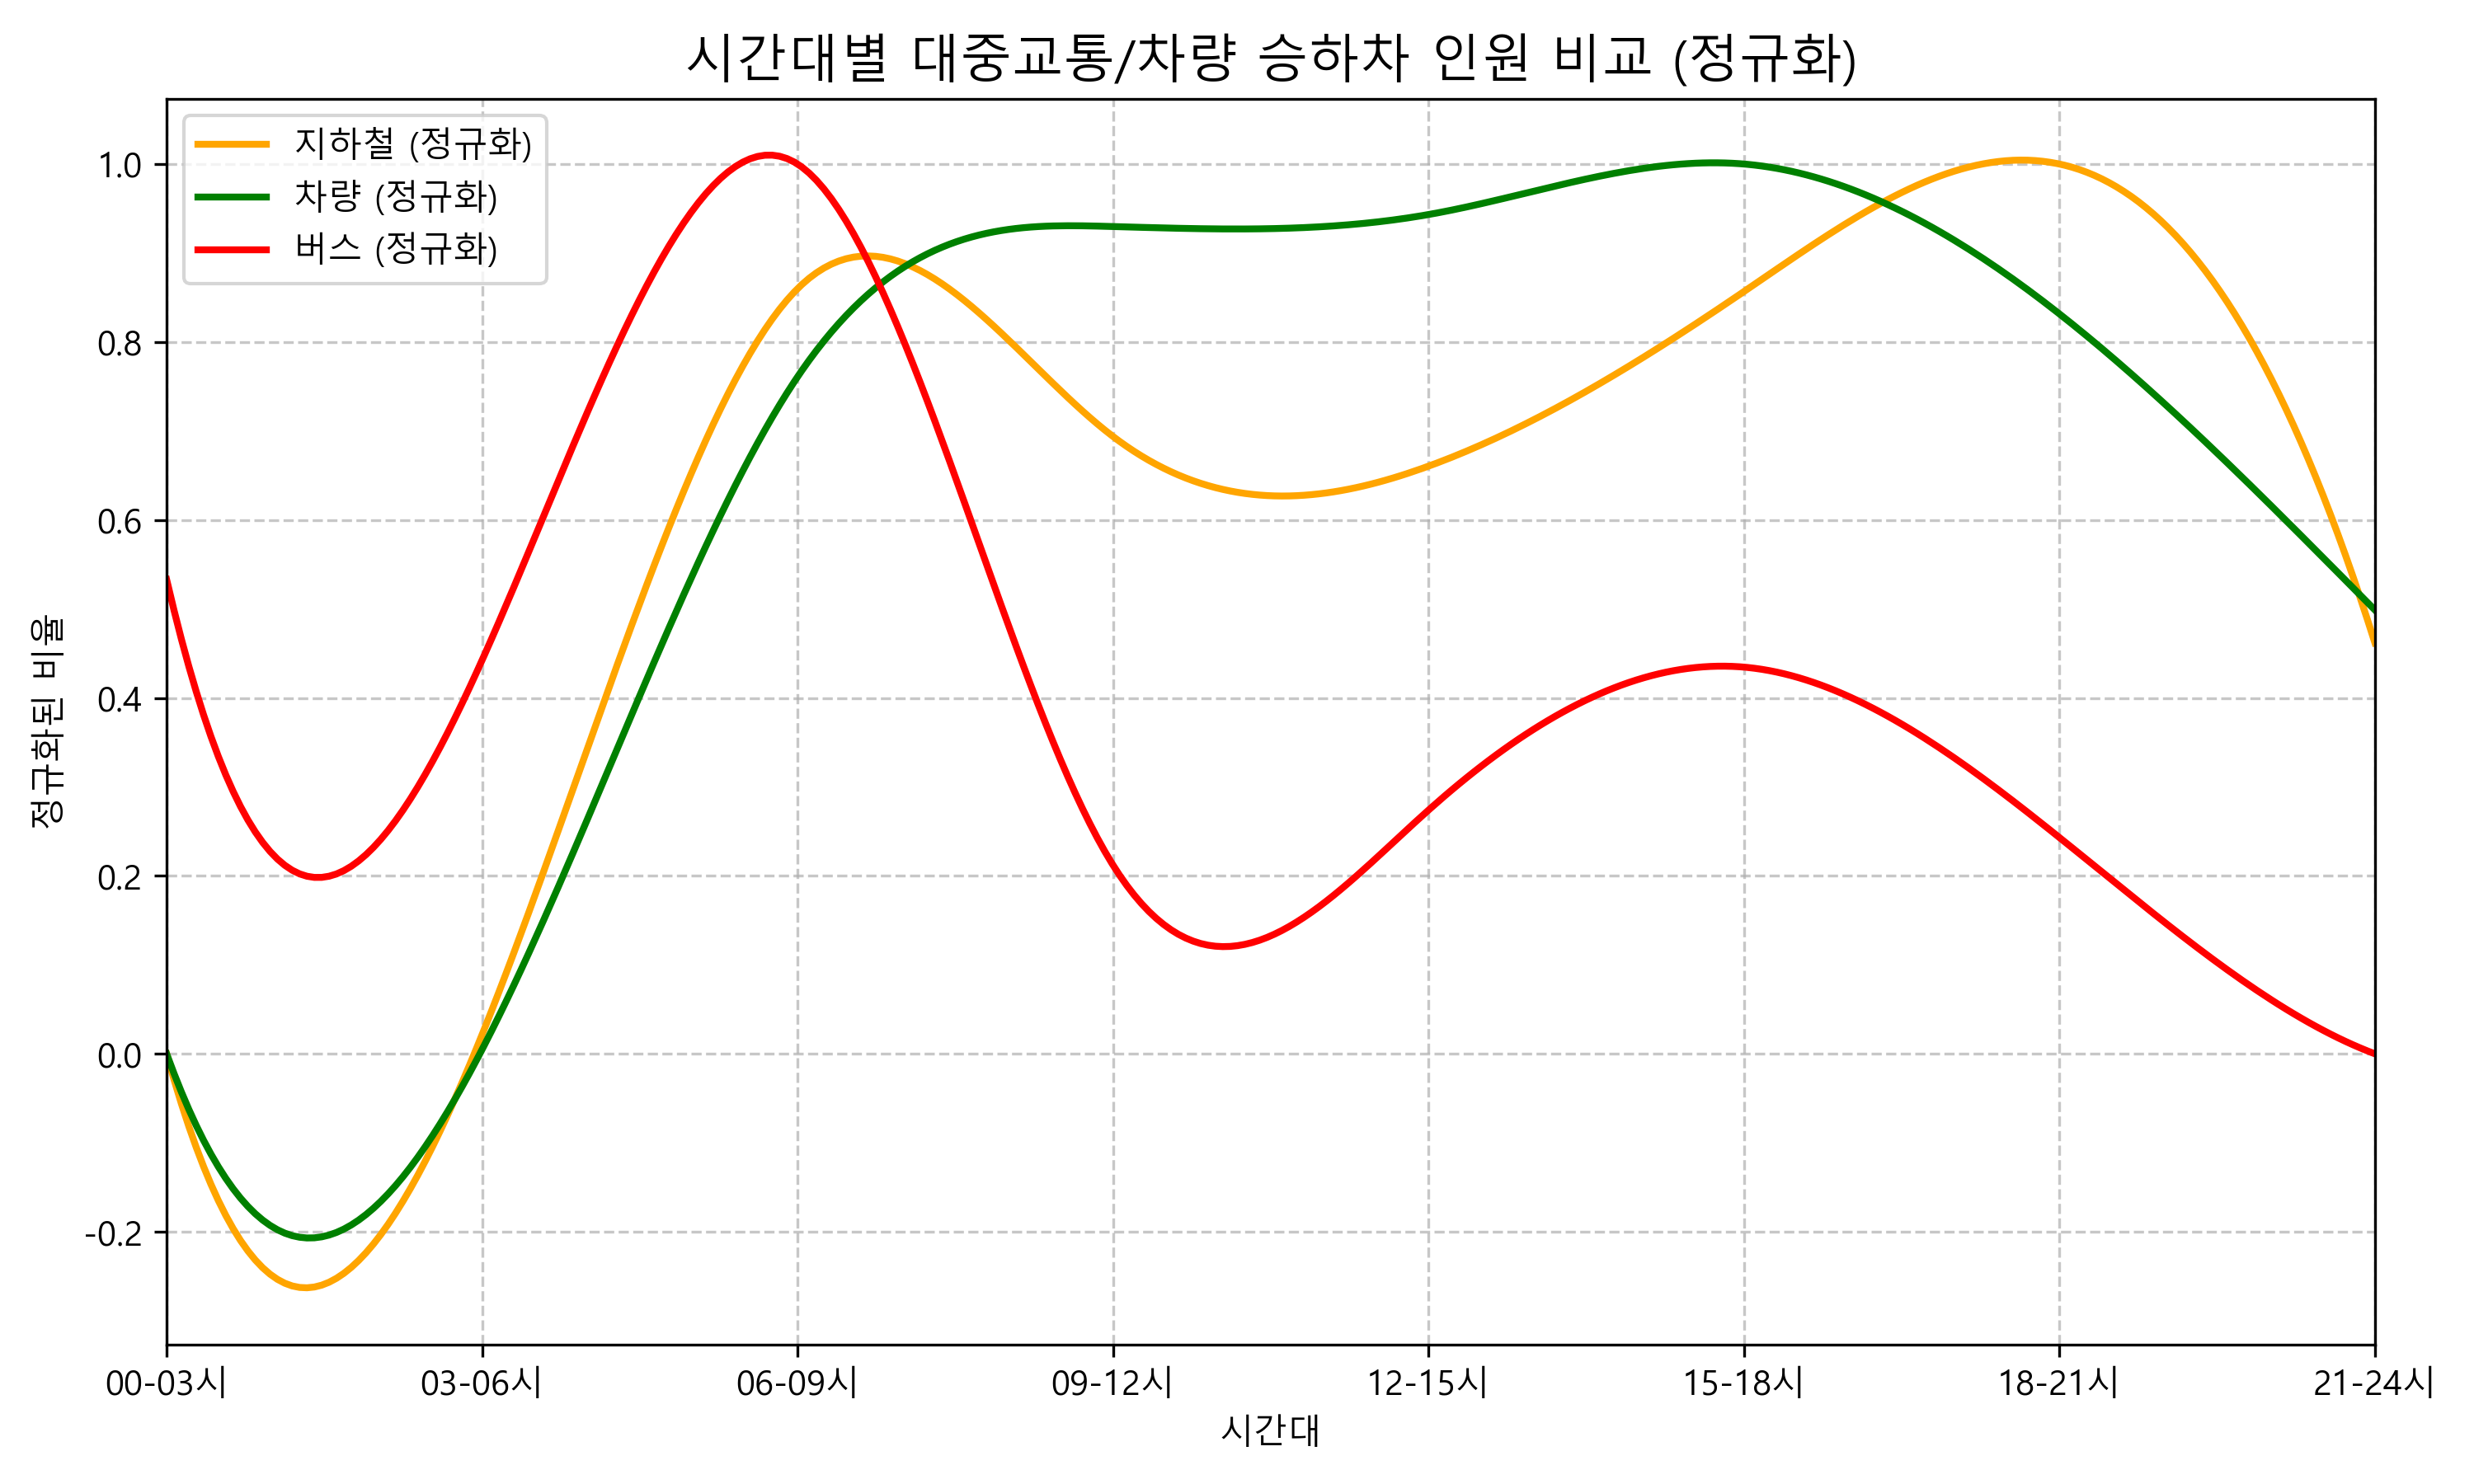 시간대별 대중교통/차량 승하차 인원 비교 (정규화)
지하철 (정규화)
차량 (정규화)
버스 (정규화)
정규화된 비율
1.0
0.8
0.6
0.4
0.2
0.0
-0.2
00-03시 03-06시 06-09시 09-12시 12-15시 15-18시 18-21시 21-24시
시간대